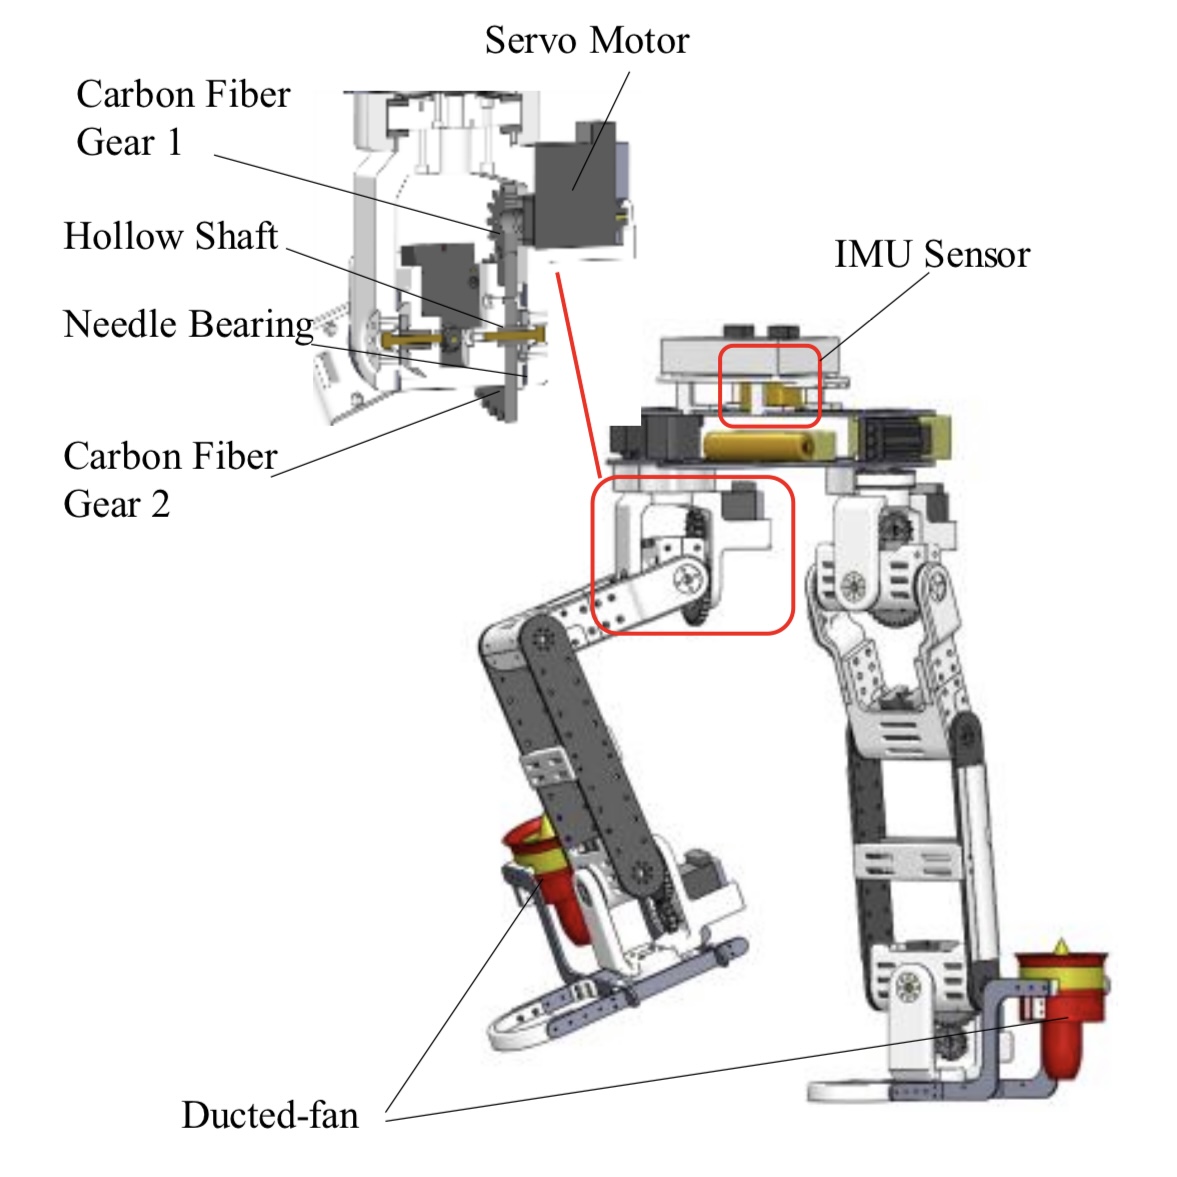 Servo Motor
Carbon Fiber
Gear 1
Hollow Shaft
IMU Sensor
Needle Bearing
Carbon Fiber
Gear 2
Ducted-fan